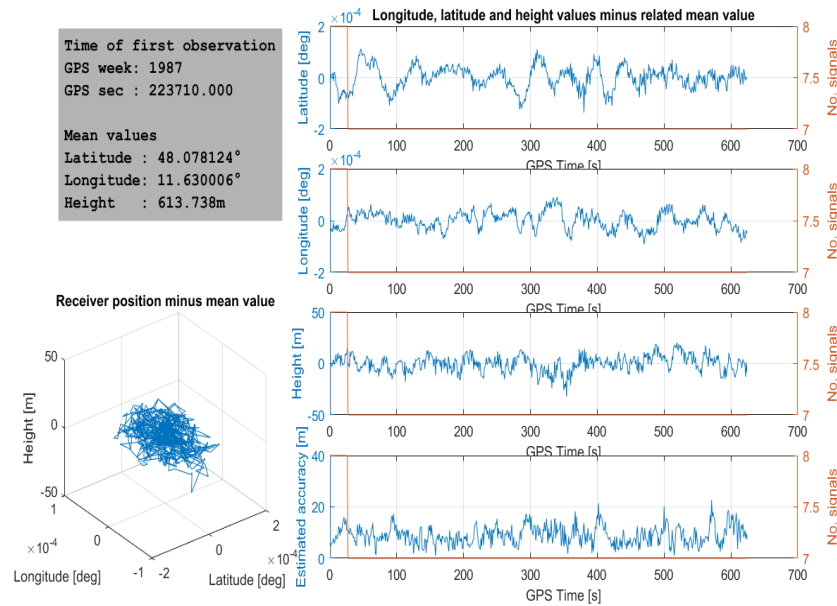 Time of first observation
GPS week: 1987
GPS sec : 223710.000
Mean values
Latitude : 48.078124°
Longitude: 11.630006°
Height   : 613.738m
Longitude, latitude and height values minus related mean value
×10⁻⁴
Latitude [deg]
2
0
-2
0 100 200 300 400 500 600 700
GPS Time [s]
8
7.5
7
No. signals
×10⁻⁴
Longitude [deg]
2
0
-2
0 100 200 300 400 500 600 700
GPS Time [s]
8
7.5
7
No. signals
Height [m]
50
0
-50
0 100 200 300 400 500 600 700
GPS Time [s]
8
7.5
7
No. signals
Estimated accuracy [m]
40
20
0
0 100 200 300 400 500 600 700
GPS Time [s]
8
7.5
7
No. signals
Receiver position minus mean value
Height [m]
50
0
-50
1
0
-1
×10⁻⁴
Longitude [deg]
-2
0
2
×10⁻⁴
Latitude [deg]